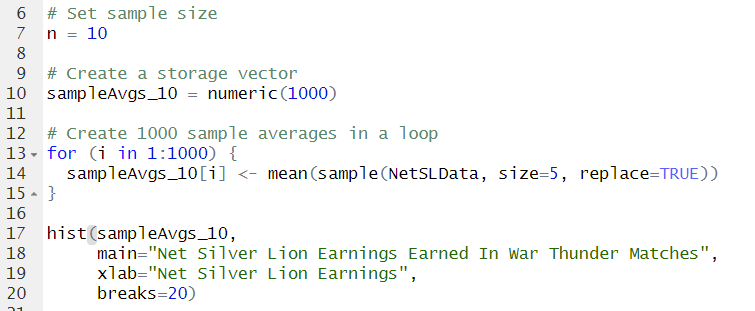 6 # Set sample size
7 n = 10
8
9 # Create a storage vector
10 sampleAvgs_10 = numeric(1000)
11
12 # Create 1000 sample averages in a loop
13 for (i in 1:1000) {
14   sampleAvgs_10[i] <- mean(sample(NetSLData, size=5, replace=TRUE))
15 }
16
17 hist(sampleAvgs_10,
18      main="Net Silver Lion Earnings Earned In War Thunder Matches",
19      xlab="Net Silver Lion Earnings",
20      breaks=20)